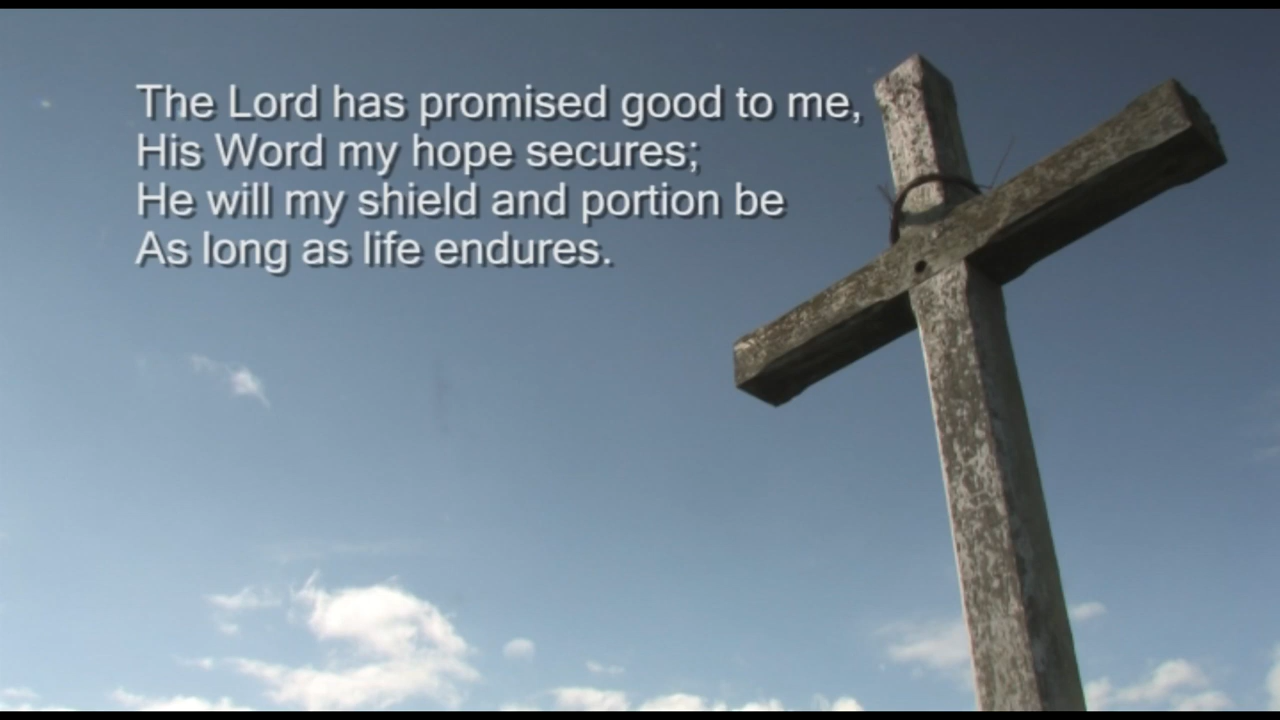 The Lord has promised good to me,
His Word my hope secures;
He will my shield and portion be
As long as life endures.